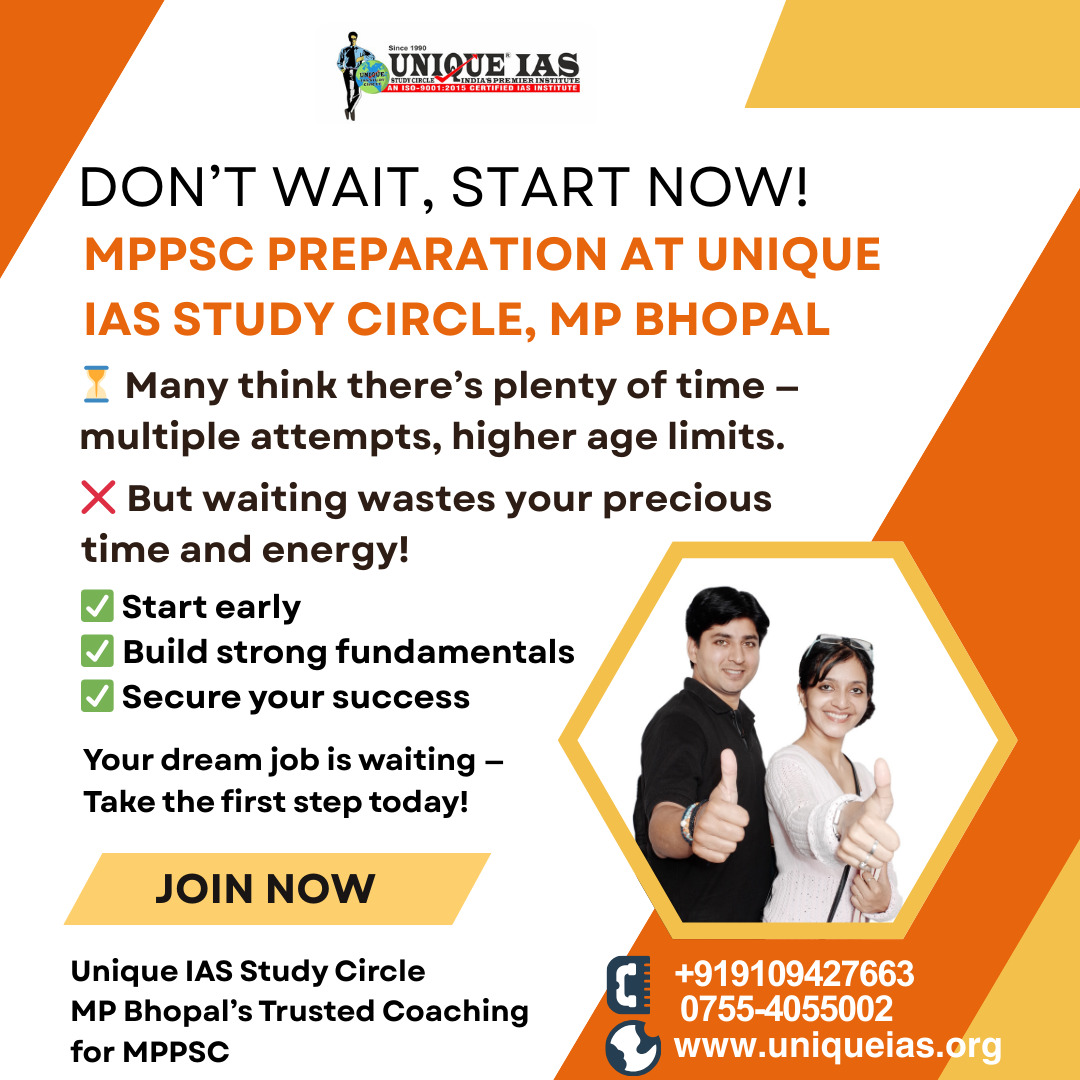 Since 1990
UNIQUE® IAS
STUDY CIRCLE INDIA'S PREMIER INSTITUTE
AN ISO-9001:2015 CERTIFIED IAS INSTITUTE
UNIQUE
DON'T WAIT, START NOW!
MPPSC PREPARATION AT UNIQUE
IAS STUDY CIRCLE, MP BHOPAL
⏳ Many think there's plenty of time –
multiple attempts, higher age limits.
❌ But waiting wastes your precious
time and energy!
✅ Start early
✅ Build strong fundamentals
✅ Secure your success
Your dream job is waiting –
Take the first step today!
JOIN NOW
Unique IAS Study Circle
MP Bhopal's Trusted Coaching
for MPPSC
+919109427663
0755-4055002
www.uniqueias.org